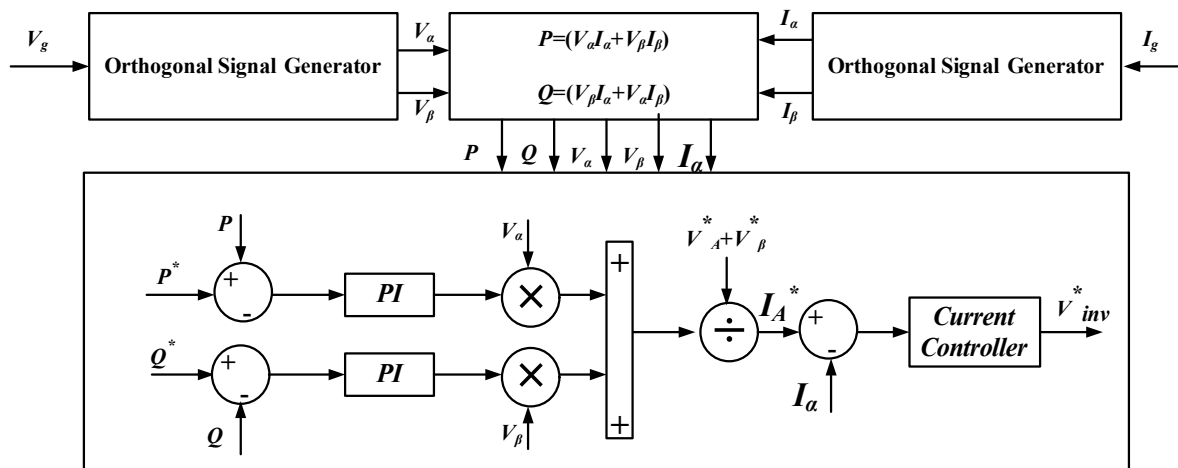 V_g
Orthogonal Signal Generator
V_α
V_β
P=(V_αI_α+V_βI_β)
Q=(V_βI_α+V_αI_β)
I_α
I_β
Orthogonal Signal Generator
I_g
P
Q
V_α
V_β
I_α
P
P^*
+
-
PI
V_α
×
+
V^*_A+V^*_β
÷
I_A^*
+
-
I_α
Current
Controller
V^*_inv
Q^*
+
-
Q
PI
×
V_β
+